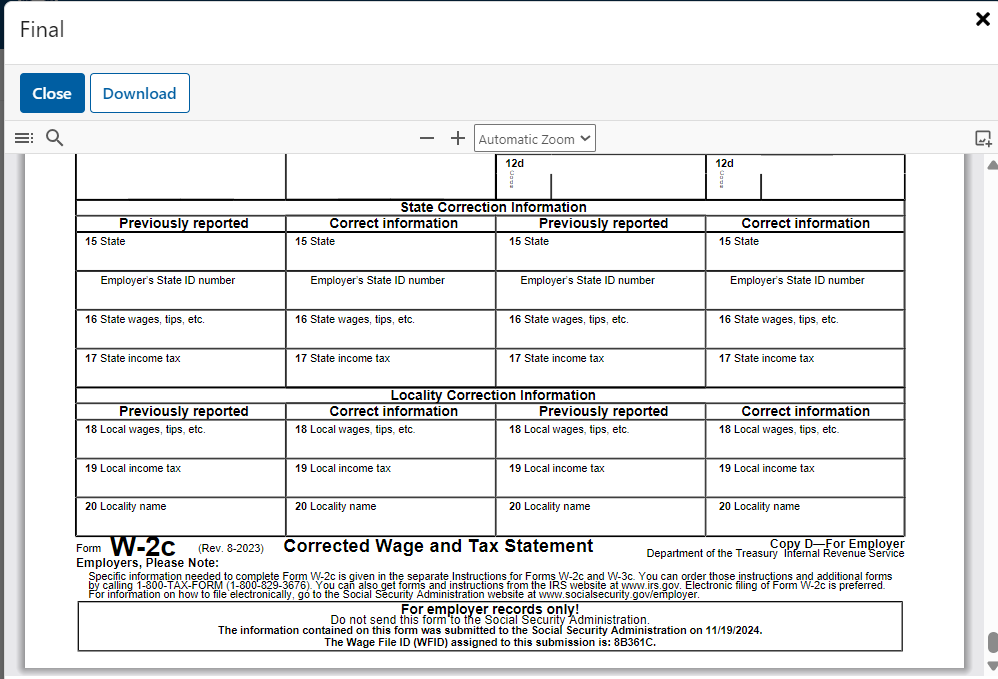 Final
Close Download
Automatic Zoom
12d 12d
State Correction Information
Previously reported Correct information Previously reported Correct information
15 State 15 State 15 State 15 State
Employer's State ID number Employer's State ID number Employer's State ID number Employer's State ID number
16 State wages, tips, etc. 16 State wages, tips, etc. 16 State wages, tips, etc. 16 State wages, tips, etc.
17 State income tax 17 State income tax 17 State income tax 17 State income tax
Locality Correction Information
Previously reported Correct information Previously reported Correct information
18 Local wages, tips, etc. 18 Local wages, tips, etc. 18 Local wages, tips, etc. 18 Local wages, tips, etc.
19 Local income tax 19 Local income tax 19 Local income tax 19 Local income tax
20 Locality name 20 Locality name 20 Locality name 20 Locality name
Form W-2c (Rev. 8-2023) Corrected Wage and Tax Statement Copy D—For Employer
Department of the Treasury Internal Revenue Service
Employers, Please Note:
Specific information needed to complete Form W-2c is given in the separate Instructions for Forms W-2c and W-3c. You can order those instructions and additional forms
by calling 1-800-TAX-FORM (1-800-829-3676). You can also get forms and instructions from the IRS website at www.irs.gov. Electronic filing of Form W-2c is preferred.
For information on how to file electronically, go to the Social Security Administration website at www.socialsecurity.gov/employer.
For employer records only!
Do not send this form to the Social Security Administration.
The information contained on this form was submitted to the Social Security Administration on 11/19/2024.
The Wage File ID (WFID) assigned to this submission is: 8B361C.